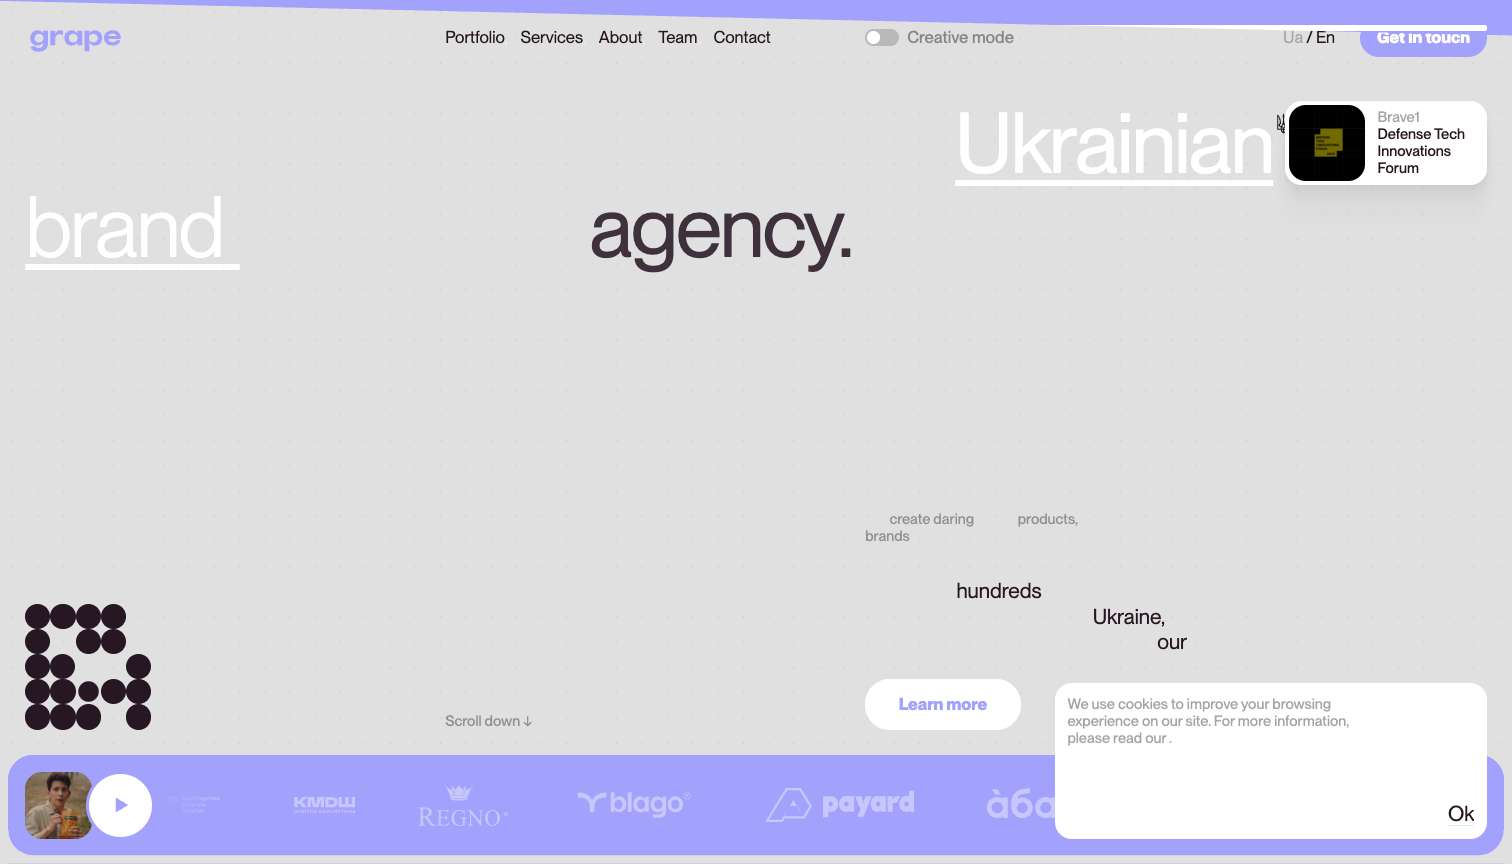 grape
Portfolio Services About Team Contact
Creative mode
Ua / En
Get in touch
Ukrainian
Brave1
Defense Tech
Innovations
Forum
brand agency.
create daring products,
brands
hundreds
Ukraine,
our
Learn more
Scroll down ↓
We use cookies to improve your browsing
experience on our site. For more information,
please read our .
Ok
KMDW
REGNO
blago®
payard